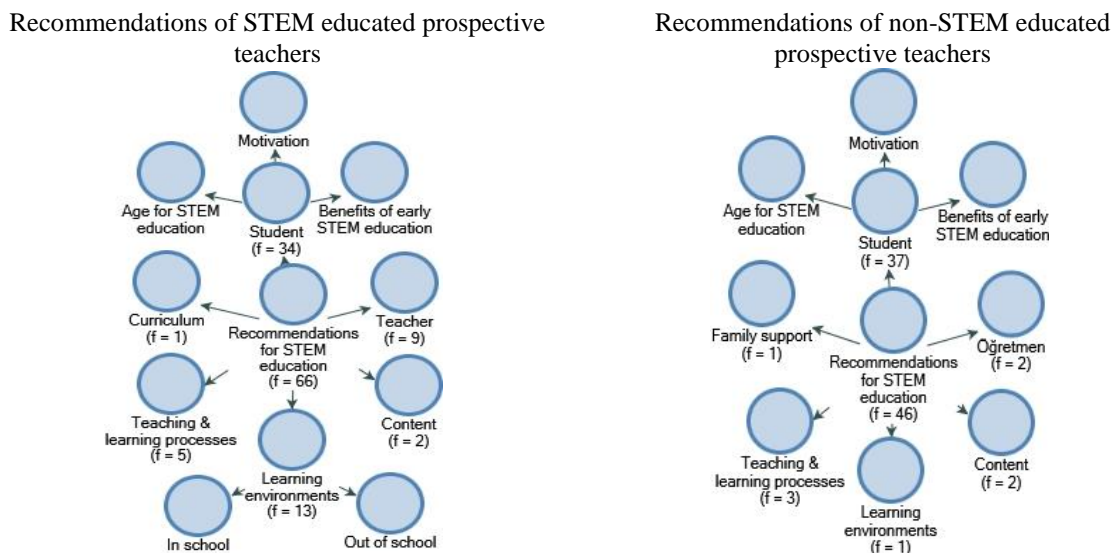 Recommendations of STEM educated prospective
teachers
Motivation
Age for STEM
education
Student
(f = 34)
Benefits of early
STEM education
Curriculum
(f = 1)
Recommendations
for STEM
education
(f = 66)
Teacher
(f = 9)
Teaching &
learning processes
(f = 5)
Content
(f = 2)
Learning
environments
(f = 13)
In school
Out of school
Recommendations of non-STEM educated
prospective teachers
Motivation
Age for STEM
education
Student
(f = 37)
Benefits of early
STEM education
Family support
(f = 1)
Recommendations
for STEM
education
(f = 46)
Öğretmen
(f = 2)
Teaching &
learning processes
(f = 3)
Content
(f = 2)
Learning
environments
(f = 1)